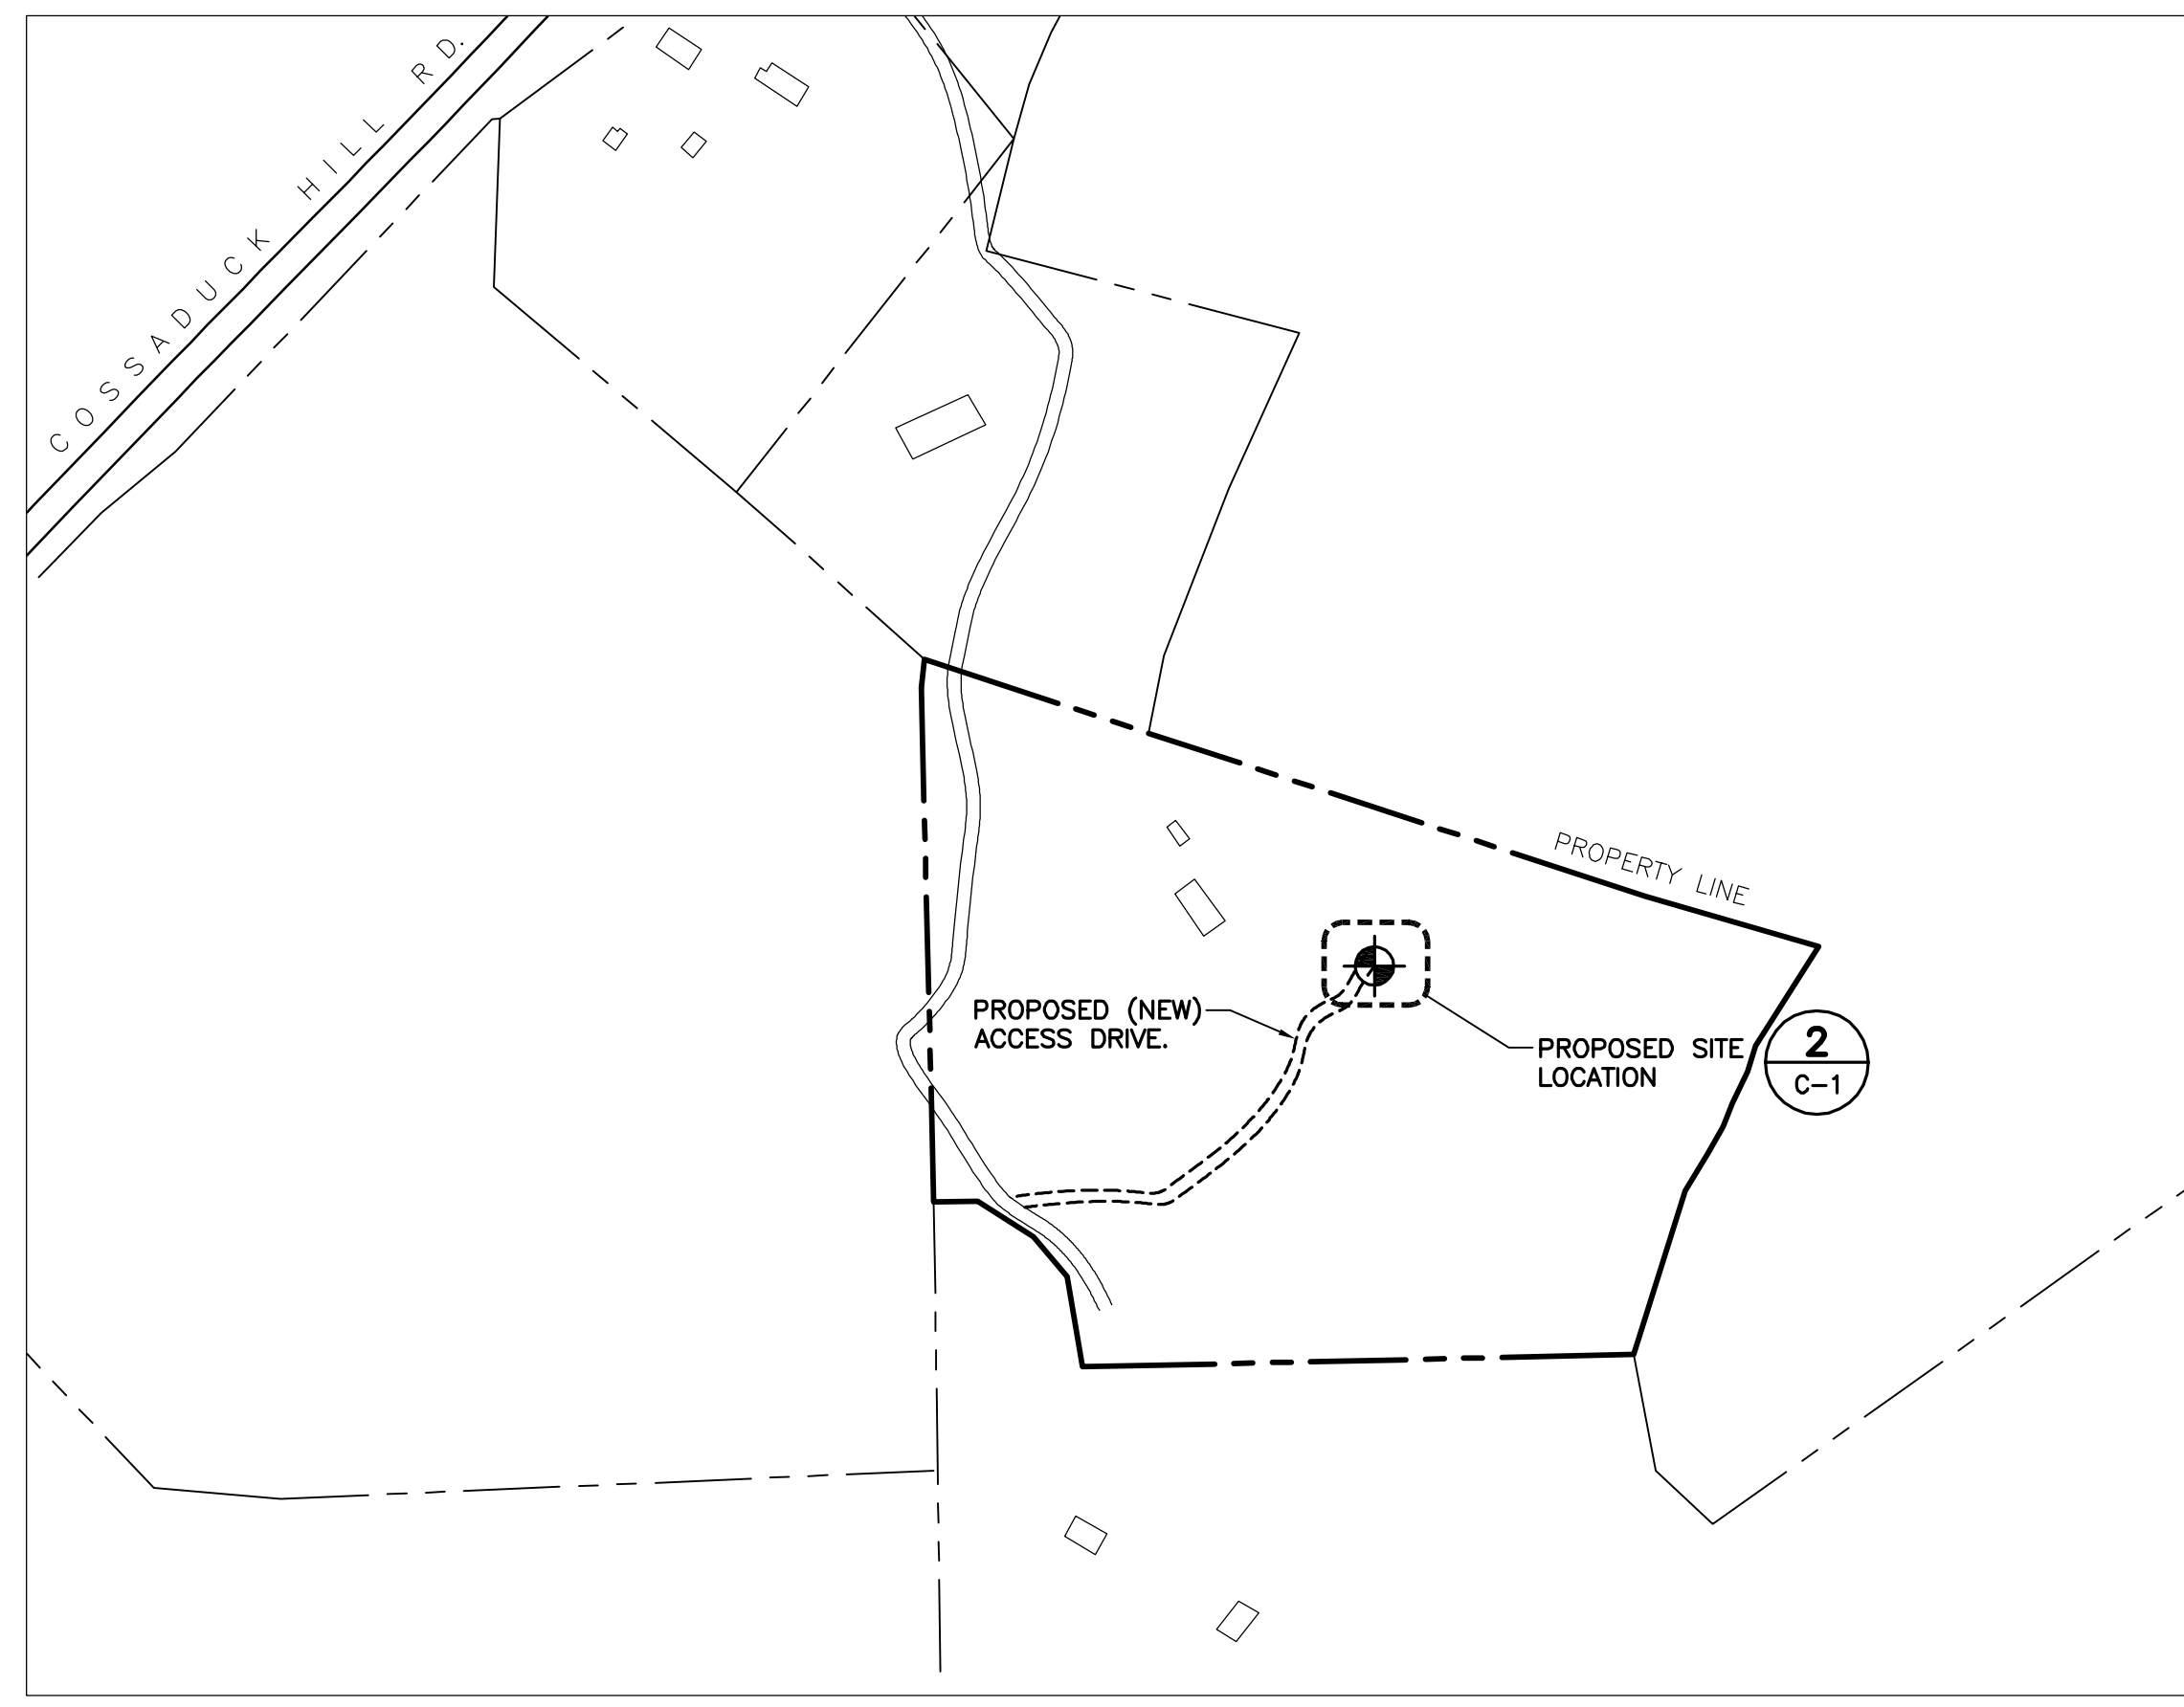 COSSADUCK HILL RD.
PROPERTY LINE
PROPOSED (NEW)
ACCESS DRIVE.
PROPOSED SITE
LOCATION
2
C-1